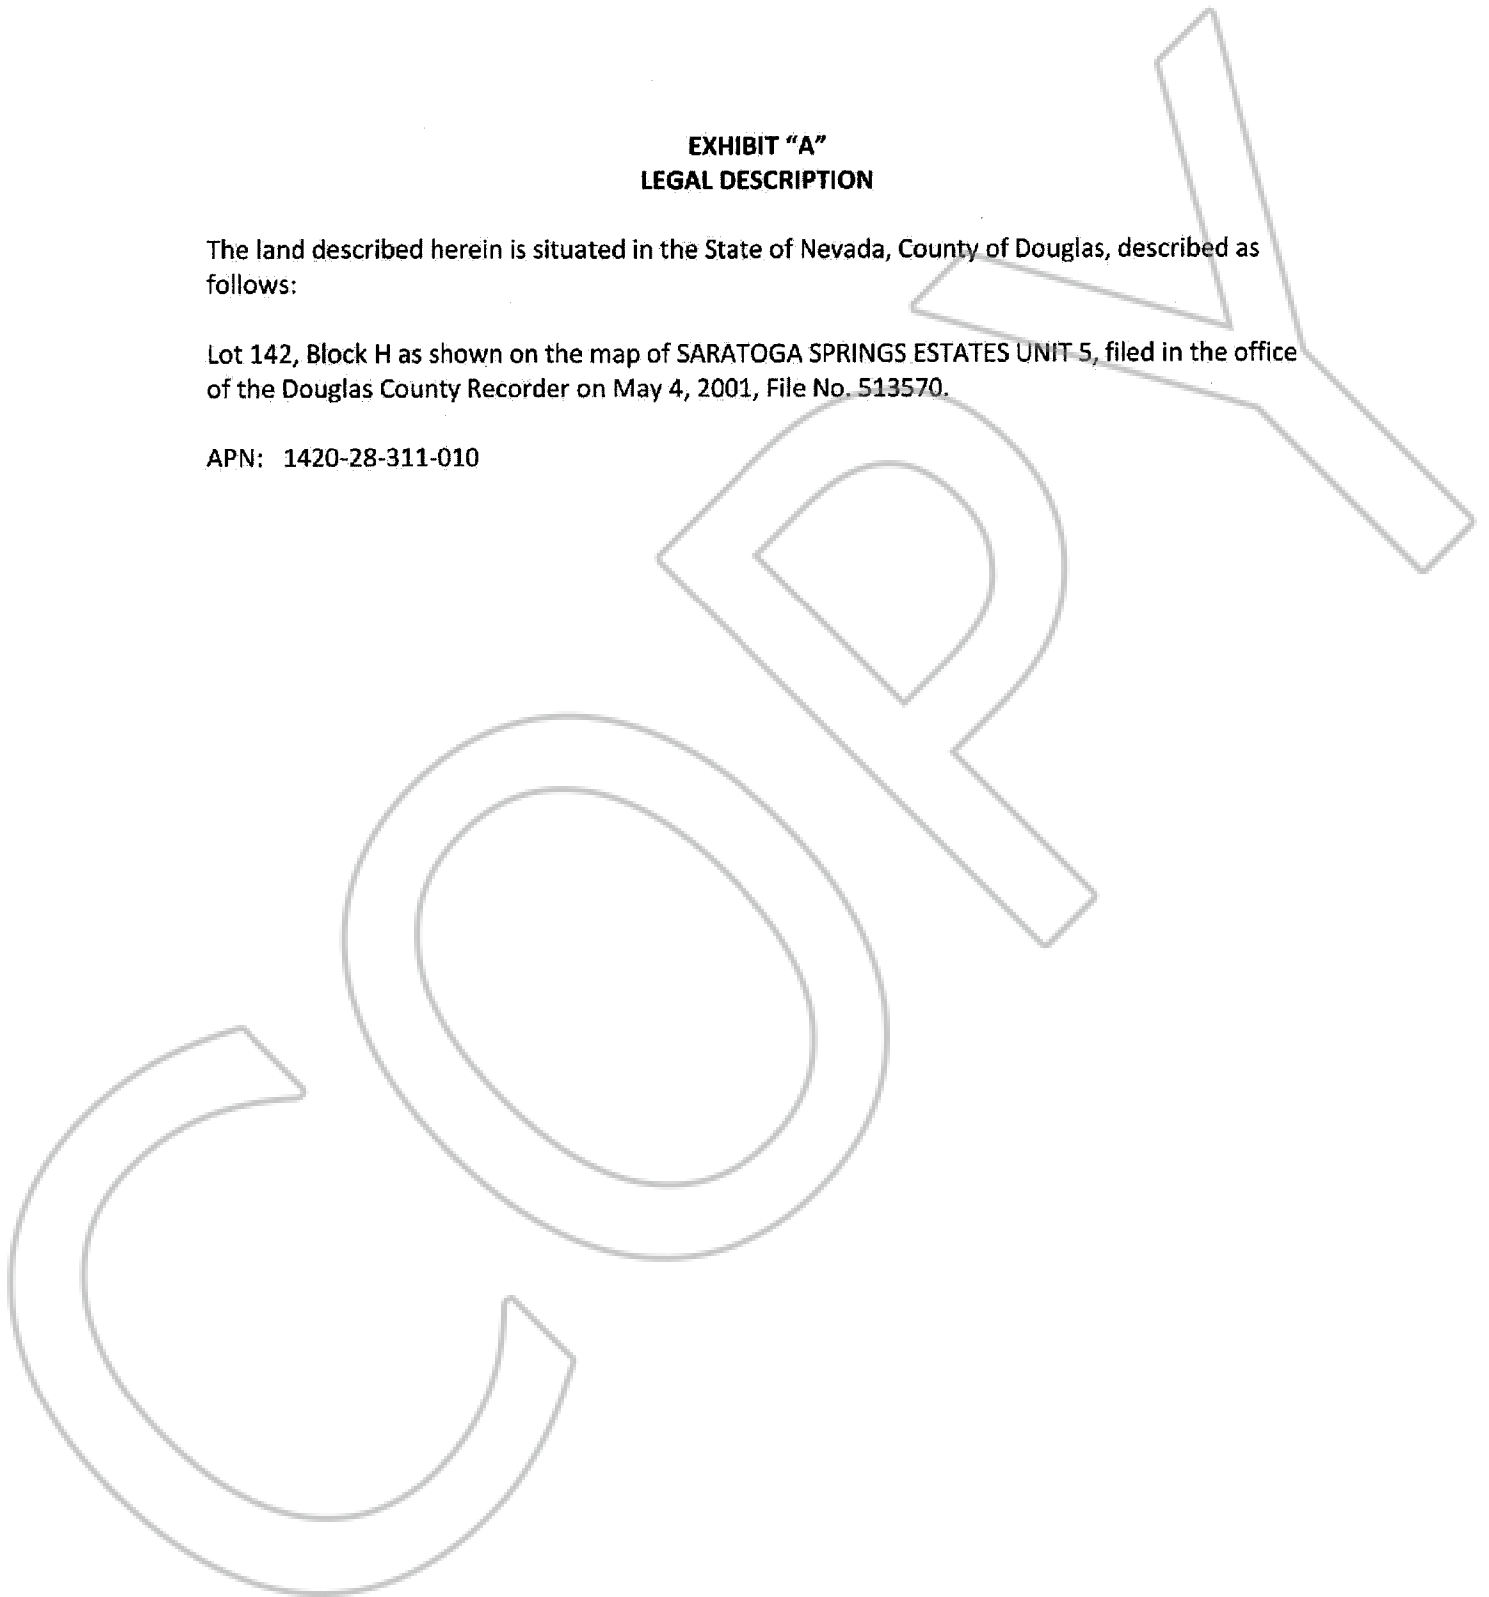 EXHIBIT “A”
LEGAL DESCRIPTION
The land described herein is situated in the State of Nevada, County of Douglas, described as
follows:
Lot 142, Block H as shown on the map of SARATOGA SPRINGS ESTATES UNIT 5, filed in the office
of the Douglas County Recorder on May 4, 2001, File No. 513570.
APN: 1420-28-311-010
COPY